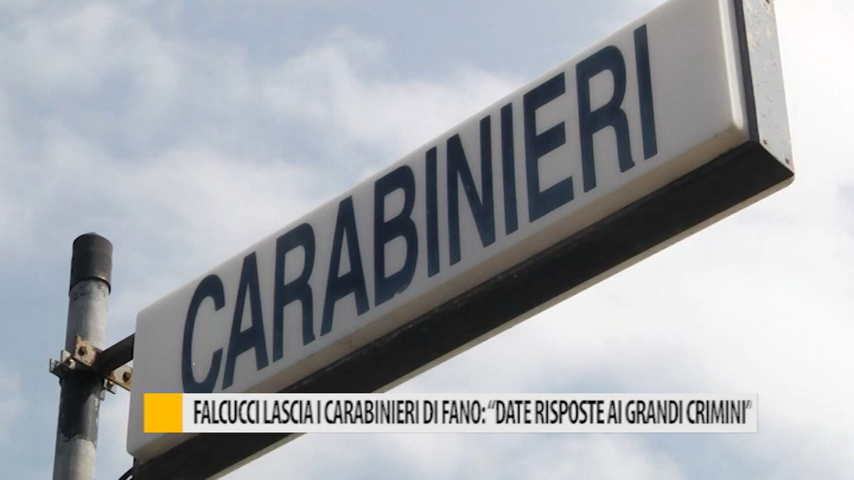 CARABINIERI
FALCUCCI LASCIA I CARABINIERI DI FANO: “DATE RISPOSTE AI GRANDI CRIMINI”